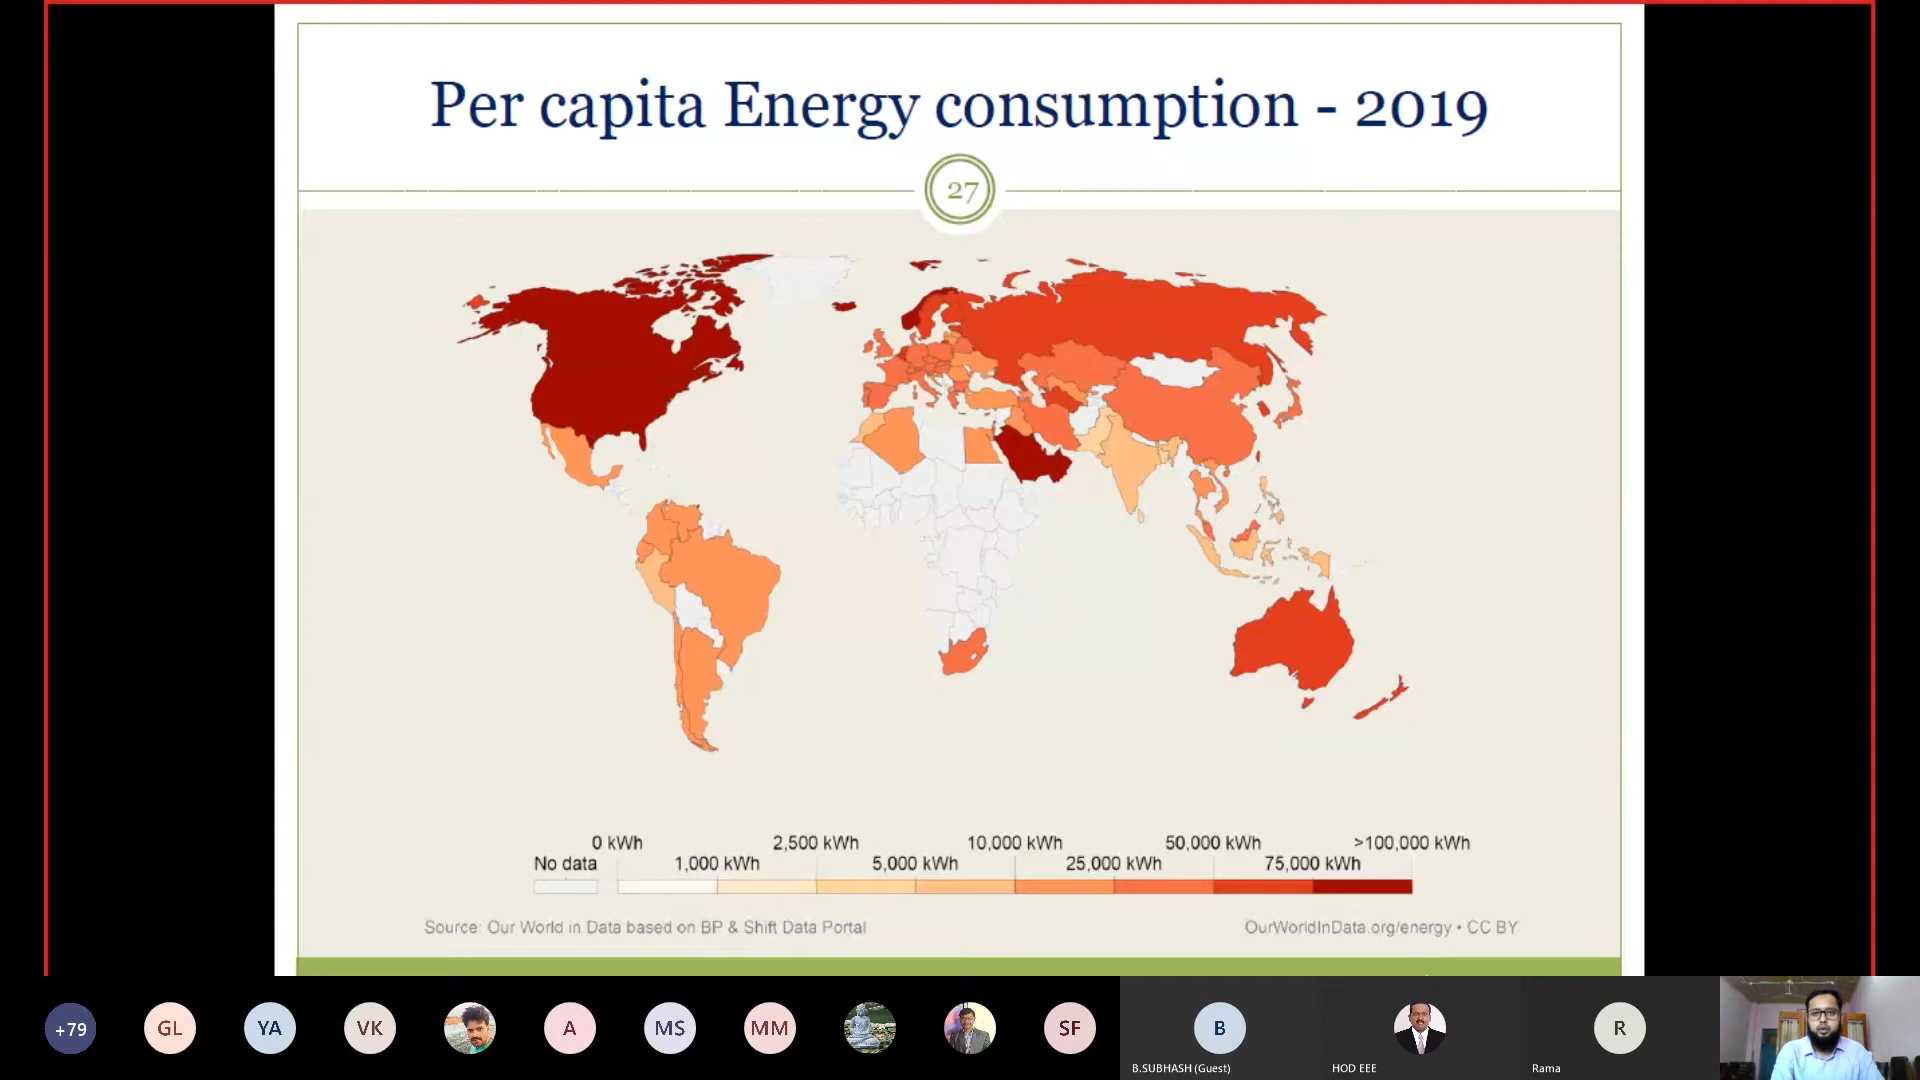 Per capita Energy consumption - 2019
27
0 kWh 2,500 kWh 10,000 kWh 50,000 kWh >100,000 kWh
No data 1,000 kWh 5,000 kWh 25,000 kWh 75,000 kWh
Source: Our World in Data based on BP & Shift Data Portal
OurWorldInData.org/energy • CC BY
+79 GL YA VK A MS MM SF B R
B.SUBHASH (Guest) HOD EEE Rama